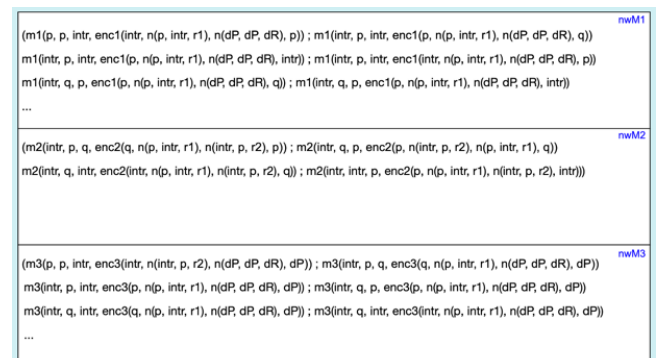 nwM1
(m1(p, p, intr, enc1(intr, n(p, intr, r1), n(dP, dP, dR), p)) ; m1(intr, p, intr, enc1(p, n(p, intr, r1), n(dP, dP, dR), q))
m1(intr, p, intr, enc1(p, n(p, intr, r1), n(dP, dP, dR), intr)) ; m1(intr, p, intr, enc1(intr, n(p, intr, r1), n(dP, dP, dR), p))
m1(intr, q, p, enc1(p, n(p, intr, r1), n(dP, dP, dR), q)) ; m1(intr, q, p, enc1(p, n(p, intr, r1), n(dP, dP, dR), intr))
...
nwM2
(m2(intr, p, q, enc2(q, n(p, intr, r1), n(intr, p, r2), p)) ; m2(intr, q, p, enc2(p, n(intr, p, r2), n(p, intr, r1), q))
m2(intr, q, intr, enc2(intr, n(p, intr, r1), n(intr, p, r2), q)) ; m2(intr, intr, p, enc2(p, n(p, intr, r1), n(intr, p, r2), intr)))
nwM3
(m3(p, p, intr, enc3(intr, n(intr, p, r2), n(dP, dP, dR), dP)) ; m3(intr, p, q, enc3(q, n(p, intr, r1), n(dP, dP, dR), dP))
m3(intr, p, intr, enc3(p, n(p, intr, r1), n(dP, dP, dR), dP)) ; m3(intr, q, p, enc3(p, n(p, intr, r1), n(dP, dP, dR), dP))
m3(intr, q, intr, enc3(q, n(p, intr, r1), n(dP, dP, dR), dP)) ; m3(intr, q, intr, enc3(intr, n(p, intr, r1), n(dP, dP, dR), dP))
...